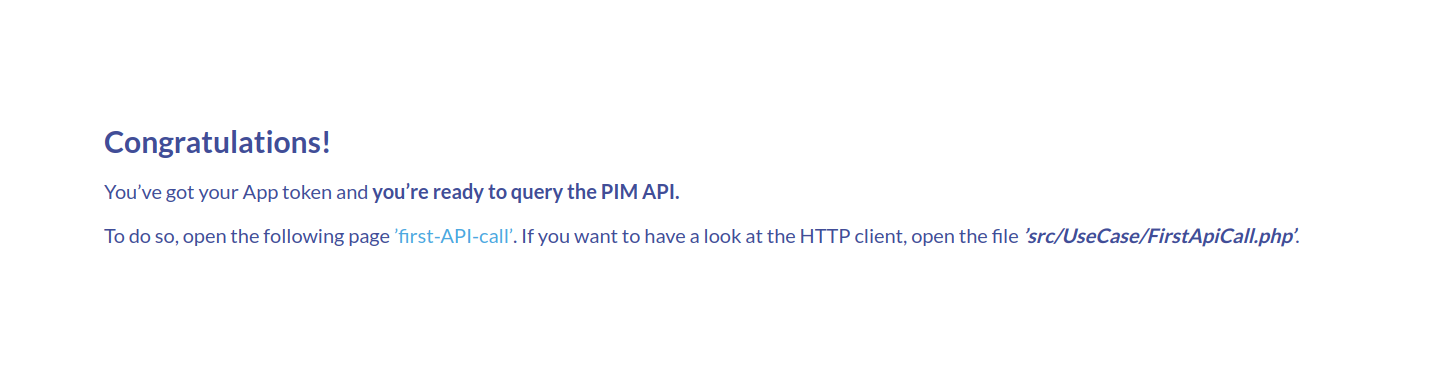 Congratulations!
You’ve got your App token and you’re ready to query the PIM API.
To do so, open the following page ’first-API-call’. If you want to have a look at the HTTP client, open the file ’src/UseCase/FirstApiCall.php’.